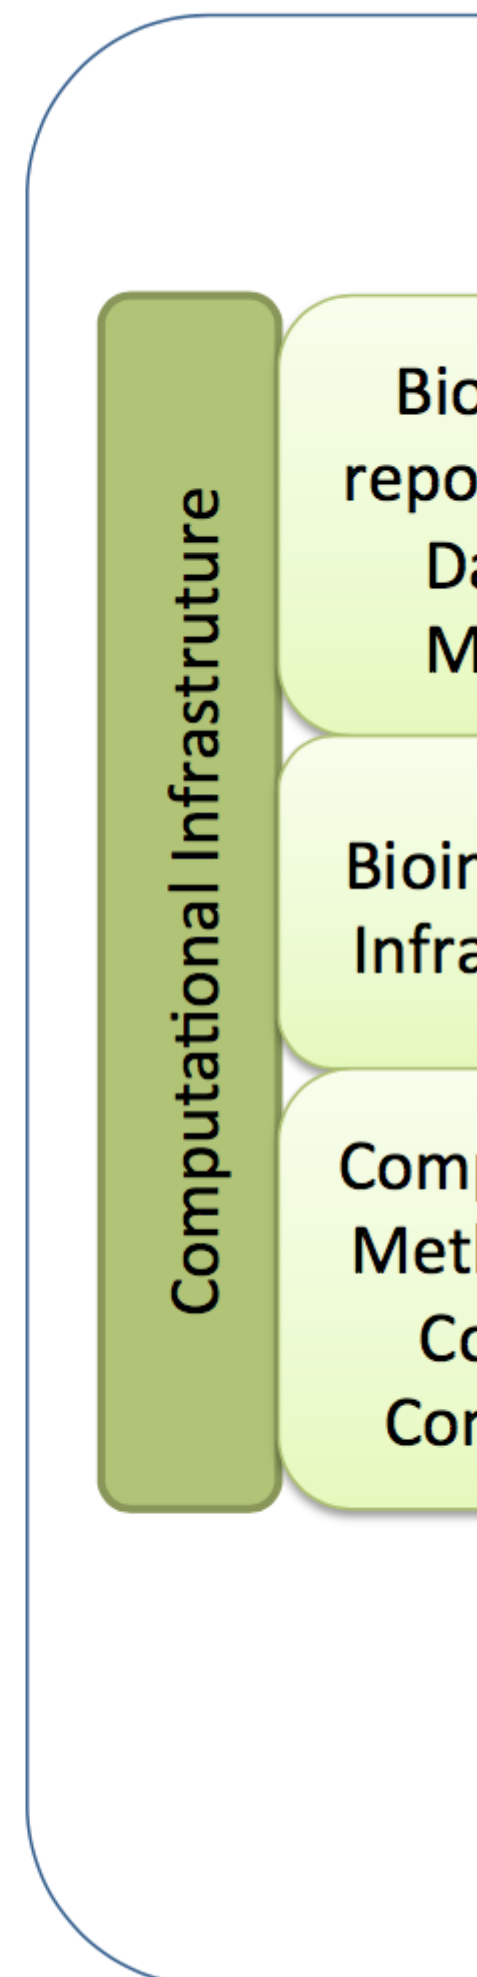 Computational Infrastruture
Bio
repo
Da
M
Bioin
Infra
Comp
Meth
Co
Con